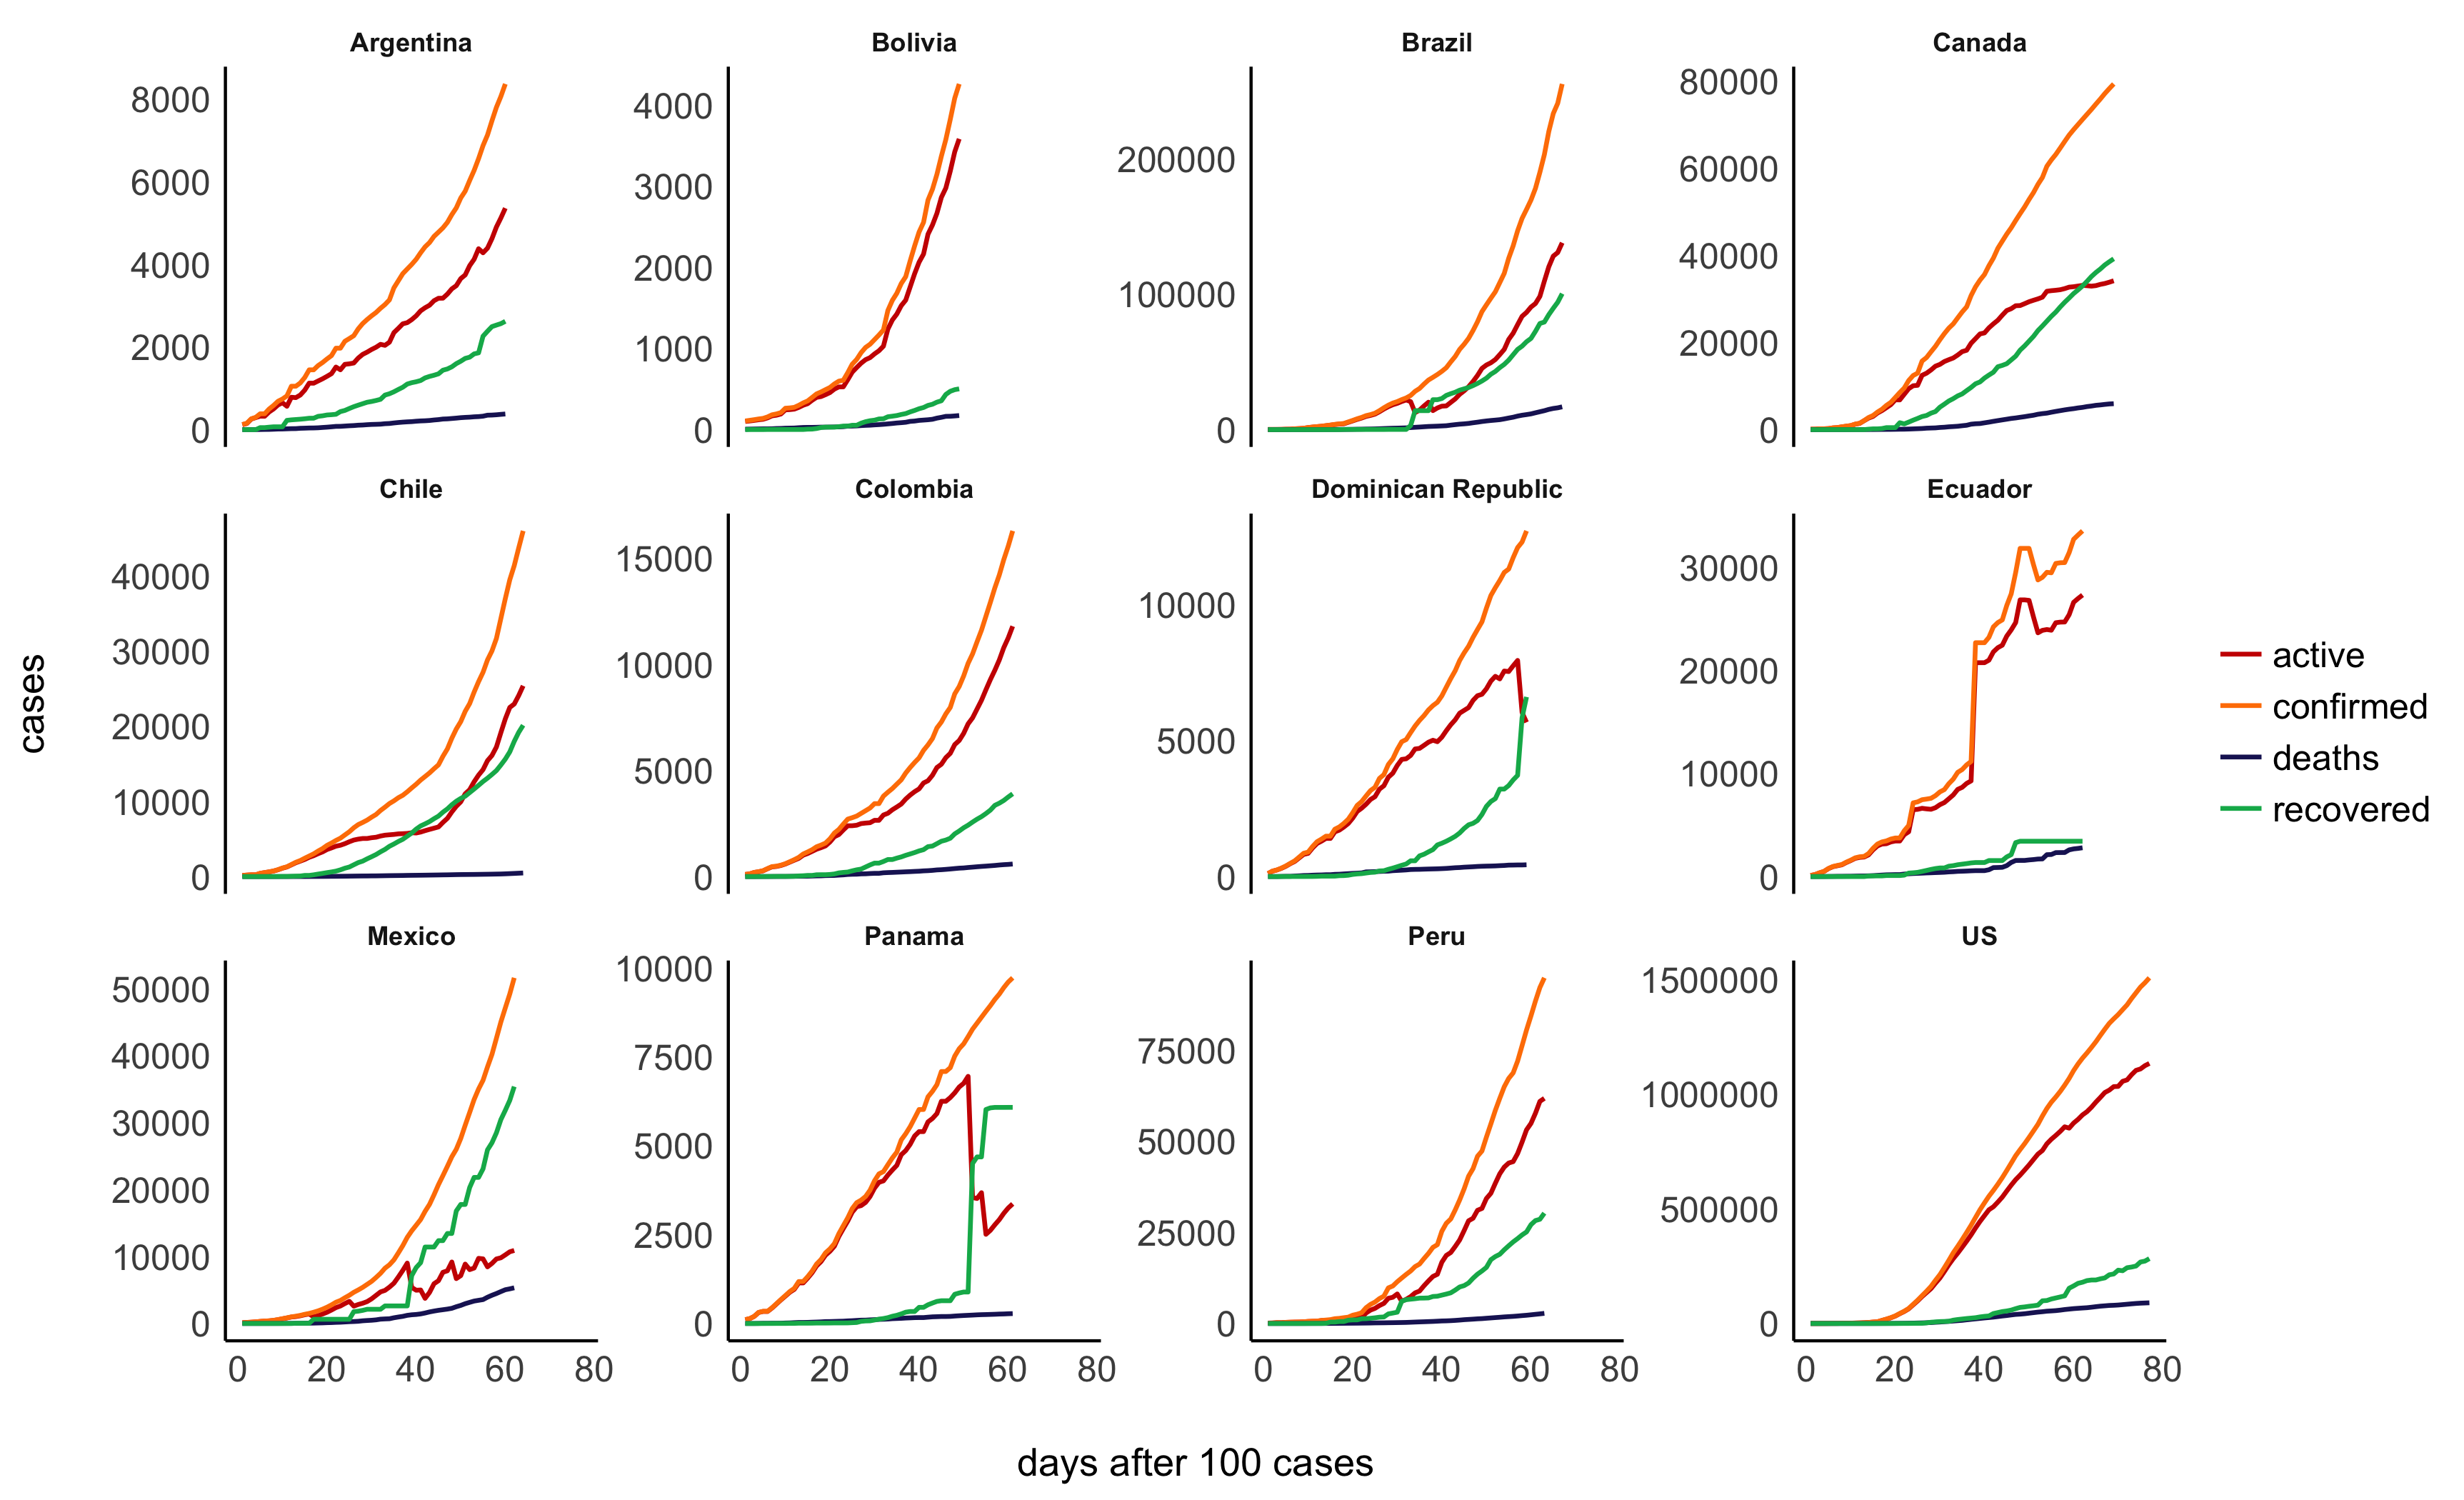 Argentina
Bolivia
Brazil
Canada
8000
6000
4000
2000
0
4000
3000
2000
1000
0
200000
100000
0
80000
60000
40000
20000
0
Chile
Colombia
Dominican Republic
Ecuador
40000
30000
20000
10000
0
15000
10000
5000
0
10000
5000
0
30000
20000
10000
0
cases
active
confirmed
deaths
recovered
Mexico
Panama
Peru
US
50000
40000
30000
20000
10000
0
10000
7500
5000
2500
0
75000
50000
25000
0
1500000
1000000
500000
0
0 20 40 60 80
0 20 40 60 80
0 20 40 60 80
0 20 40 60 80
days after 100 cases